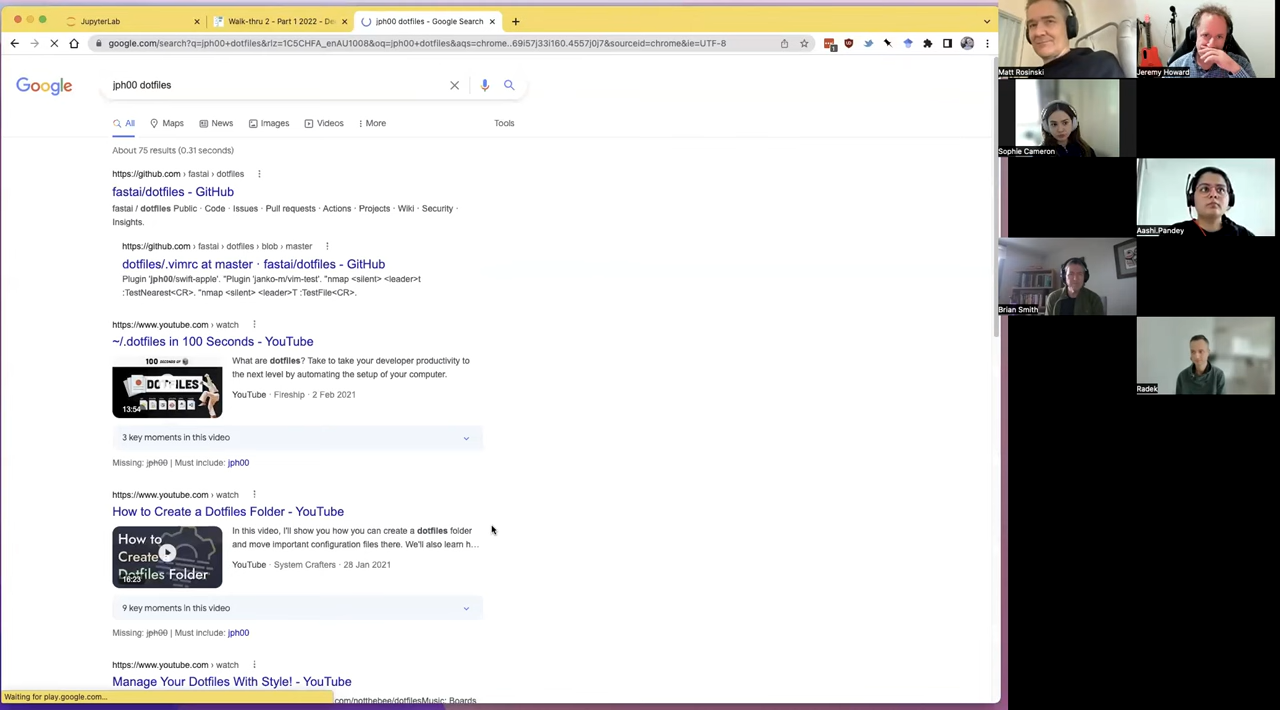 JupyterLab
Walk-thru 2 - Part 1 2022 - De
jph00 dotfiles - Google Search
google.com/search?q=jph00+dotfiles&rlz=1C5CHFA_enAU1008&oq=jph00+dotfiles&aqs=chrome..69i57j33i160.4557j0j7&sourceid=chrome&ie=UTF-8
Google
jph00 dotfiles
All
Maps
News
Images
Videos
More
Tools
About 75 results (0.31 seconds)
https://github.com › fastai › dotfiles
fastai/dotfiles - GitHub
fastai / dotfiles Public · Code · Issues · Pull requests · Actions · Projects · Wiki · Security ·
Insights.
https://github.com › fastai › dotfiles › blob › master
dotfiles/.vimrc at master · fastai/dotfiles - GitHub
Plugin 'jph00/swift-apple'. "Plugin 'janko-m/vim-test'. "nmap <silent> <leader>t
:TestNearest<CR>. "nmap <silent> <leader>T :TestFile<CR>.
https://www.youtube.com › watch
~/.dotfiles in 100 Seconds - YouTube
100 SECONDS OF
DOTFILES
13:54
What are dotfiles? Take to take your developer productivity to
the next level by automating the setup of your computer.
YouTube · Fireship · 2 Feb 2021
3 key moments in this video
Missing: jph00 | Must include: jph00
https://www.youtube.com › watch
How to Create a Dotfiles Folder - YouTube
How to
Create a
Dotfiles Folder
16:23
In this video, I'll show you how you can create a dotfiles folder
and move important configuration files there. We'll also learn h...
YouTube · System Crafters · 28 Jan 2021
9 key moments in this video
Missing: jph00 | Must include: jph00
https://www.youtube.com › watch
Manage Your Dotfiles With Style! - YouTube
com/notthebee/dotfilesMusic: Boards
Waiting for play.google.com...
Matt Rosinski
Jeremy Howard
Sophie Cameron
Aashi.Pandey
Brian Smith
Radek